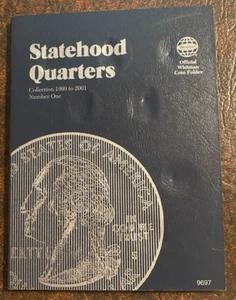 Statehood
Quarters
Collection 1999 to 2001
Number One
Official
Whitman
Coin Folder
STATES OF AMERICA
LIBERTY
IN
GOD WE
TRUST
S
9697